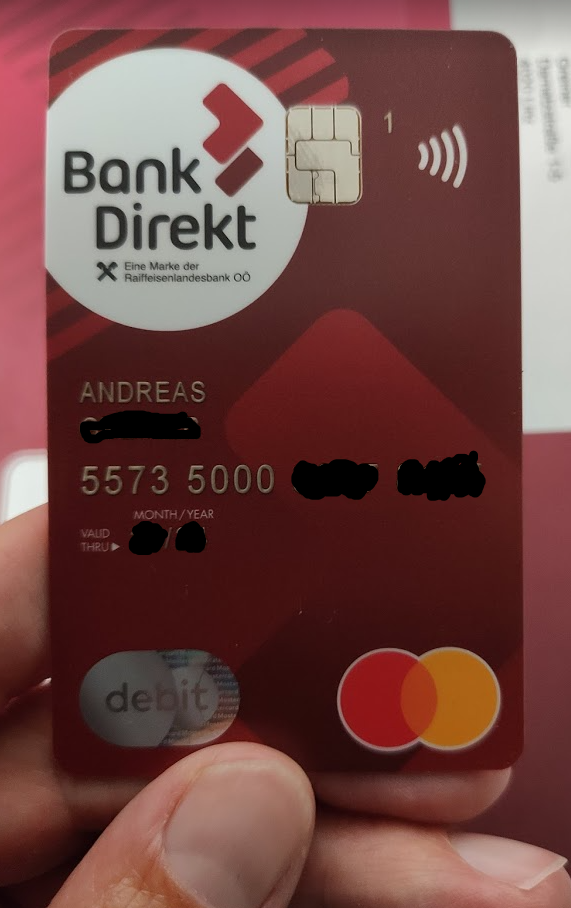 1
Bank
Direkt
Eine Marke der
Raiffeisenlandesbank OÖ
ANDREAS
5573 5000
MONTH/YEAR
VALID
THRU
debit